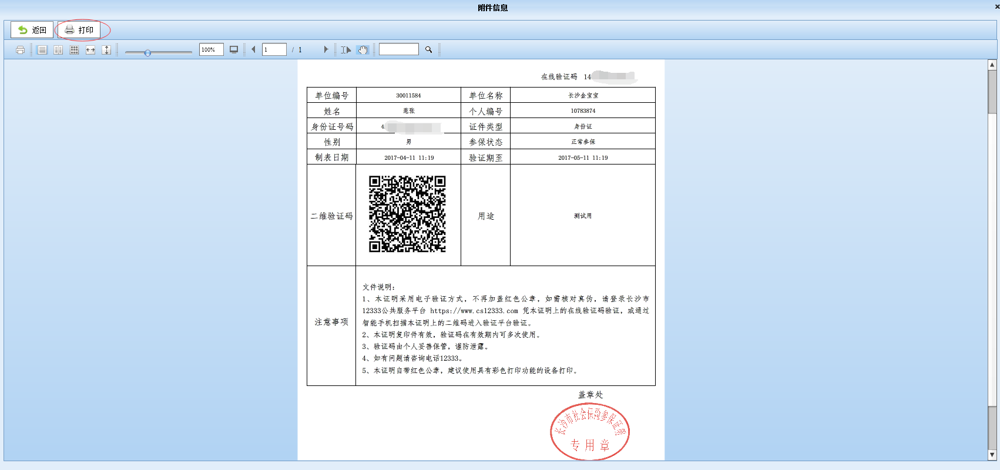 附件信息
返回 打印
100% 1 / 1
在线验证码 14
单位编号 30011584 单位名称 长沙金宝宝
姓名 范张 个人编号 10783874
身份证号码 4 证件类型 身份证
性别 男 参保状态 正常参保
制表日期 2017-04-11 11:19 验证期至 2017-05-11 11:19
二维验证码 用途 测试用
注意事项
文件说明：
1、本证明采用电子验证方式，不再加盖红色公章，如需核对真伪，请登录长沙市
12333公共服务平台 https://www.cs12333.com 凭本证明上的在线验证码验证，或通过
智能手机扫描本证明上的二维码进入验证平台验证。
2、本证明复印件有效，验证码在有效期内可多次使用。
3、验证码由个人妥善保管，谨防泄露。
4、如有问题请咨询电话12333。
5、本证明自带红色公章，建议使用具有彩色打印功能的设备打印。
盖章处
长沙市社会保险参保证明
专用章